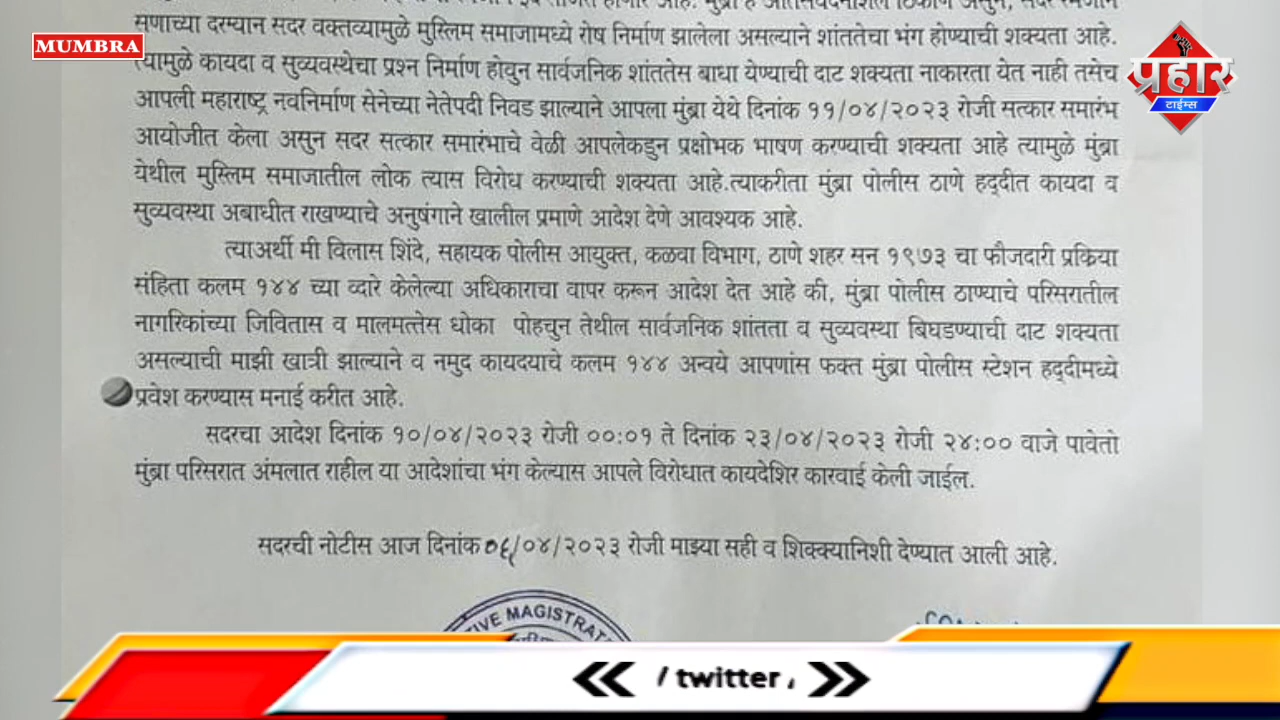 MUMBRA
प्रहार
टाईम्स
सणाच्या दरम्यान सदर वक्तव्यामुळे मुस्लिम समाजामध्ये रोष निर्माण झालेला असल्याने शांततेचा भंग होण्याची शक्यता आहे.
त्यामुळे कायदा व सुव्यवस्थेचा प्रश्न निर्माण होवुन सार्वजनिक शांततेस बाधा येण्याची दाट शक्यता नाकारता येत नाही तसेच
आपली महाराष्ट्र नवनिर्माण सेनेच्या नेतेपदी निवड झाल्याने आपला मुंब्रा येथे दिनांक ११/०४/२०२३ रोजी सत्कार समारंभ
आयोजीत केला असुन सदर सत्कार समारंभाचे वेळी आपलेकडुन प्रक्षोभक भाषण करण्याची शक्यता आहे त्यामुळे मुंब्रा
येथील मुस्लिम समाजातील लोक त्यास विरोध करण्याची शक्यता आहे.त्याकरीता मुंब्रा पोलीस ठाणे हद्दीत कायदा व
सुव्यवस्था अबाधीत राखण्याचे अनुषंगाने खालील प्रमाणे आदेश देणे आवश्यक आहे.
त्याअर्थी मी विलास शिंदे, सहायक पोलीस आयुक्त, कळवा विभाग, ठाणे शहर सन १९७३ चा फौजदारी प्रक्रिया
संहिता कलम १४४ च्या व्दारे केलेल्या अधिकाराचा वापर करून आदेश देत आहे की, मुंब्रा पोलीस ठाण्याचे परिसरातील
नागरिकांच्या जिवितास व मालमत्तेस धोका पोहचुन तेथील सार्वजनिक शांतता व सुव्यवस्था बिघडण्याची दाट शक्यता
असल्याची माझी खात्री झाल्याने व नमुद कायदयाचे कलम १४४ अन्वये आपणांस फक्त मुंब्रा पोलीस स्टेशन हद्दीमध्ये
प्रवेश करण्यास मनाई करीत आहे.
सदरचा आदेश दिनांक १०/०४/२०२३ रोजी ००:०१ ते दिनांक २३/०४/२०२३ रोजी २४:०० वाजे पावेतो
मुंब्रा परिसरात अंमलात राहील या आदेशांचा भंग केल्यास आपले विरोधात कायदेशिर कारवाई केली जाईल.
सदरची नोटीस आज दिनांक ०९/०४/२०२३ रोजी माझ्या सही व शिक्क्यानिशी देण्यात आली आहे.
TIVE MAGISTRAT
/ twitter